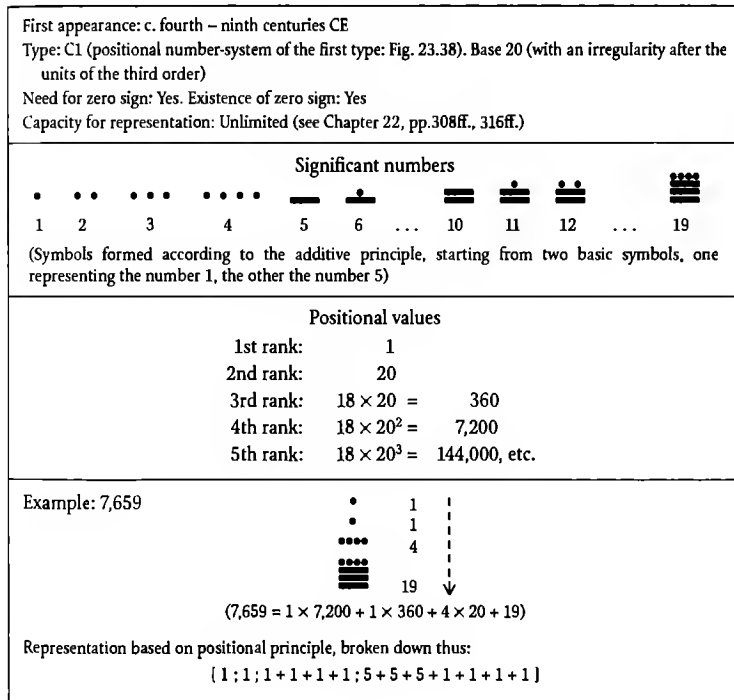 First appearance: c. fourth – ninth centuries CE
Type: C1 (positional number-system of the first type: Fig. 23.38). Base 20 (with an irregularity after the
units of the third order)
Need for zero sign: Yes. Existence of zero sign: Yes
Capacity for representation: Unlimited (see Chapter 22, pp.308ff., 316ff.)
Significant numbers
1 2 3 4 5 6 ... 10 11 12 ... 19
(Symbols formed according to the additive principle, starting from two basic symbols, one
representing the number 1, the other the number 5)
Positional values
1st rank: 1
2nd rank: 20
3rd rank: 18 × 20 = 360
4th rank: 18 × 20² = 7,200
5th rank: 18 × 20³ = 144,000, etc.
Example: 7,659 1
1
4
19
(7,659 = 1 × 7,200 + 1 × 360 + 4 × 20 + 19)
Representation based on positional principle, broken down thus:
[ 1 ; 1 ; 1 + 1 + 1 + 1 ; 5 + 5 + 5 + 1 + 1 + 1 + 1 ]